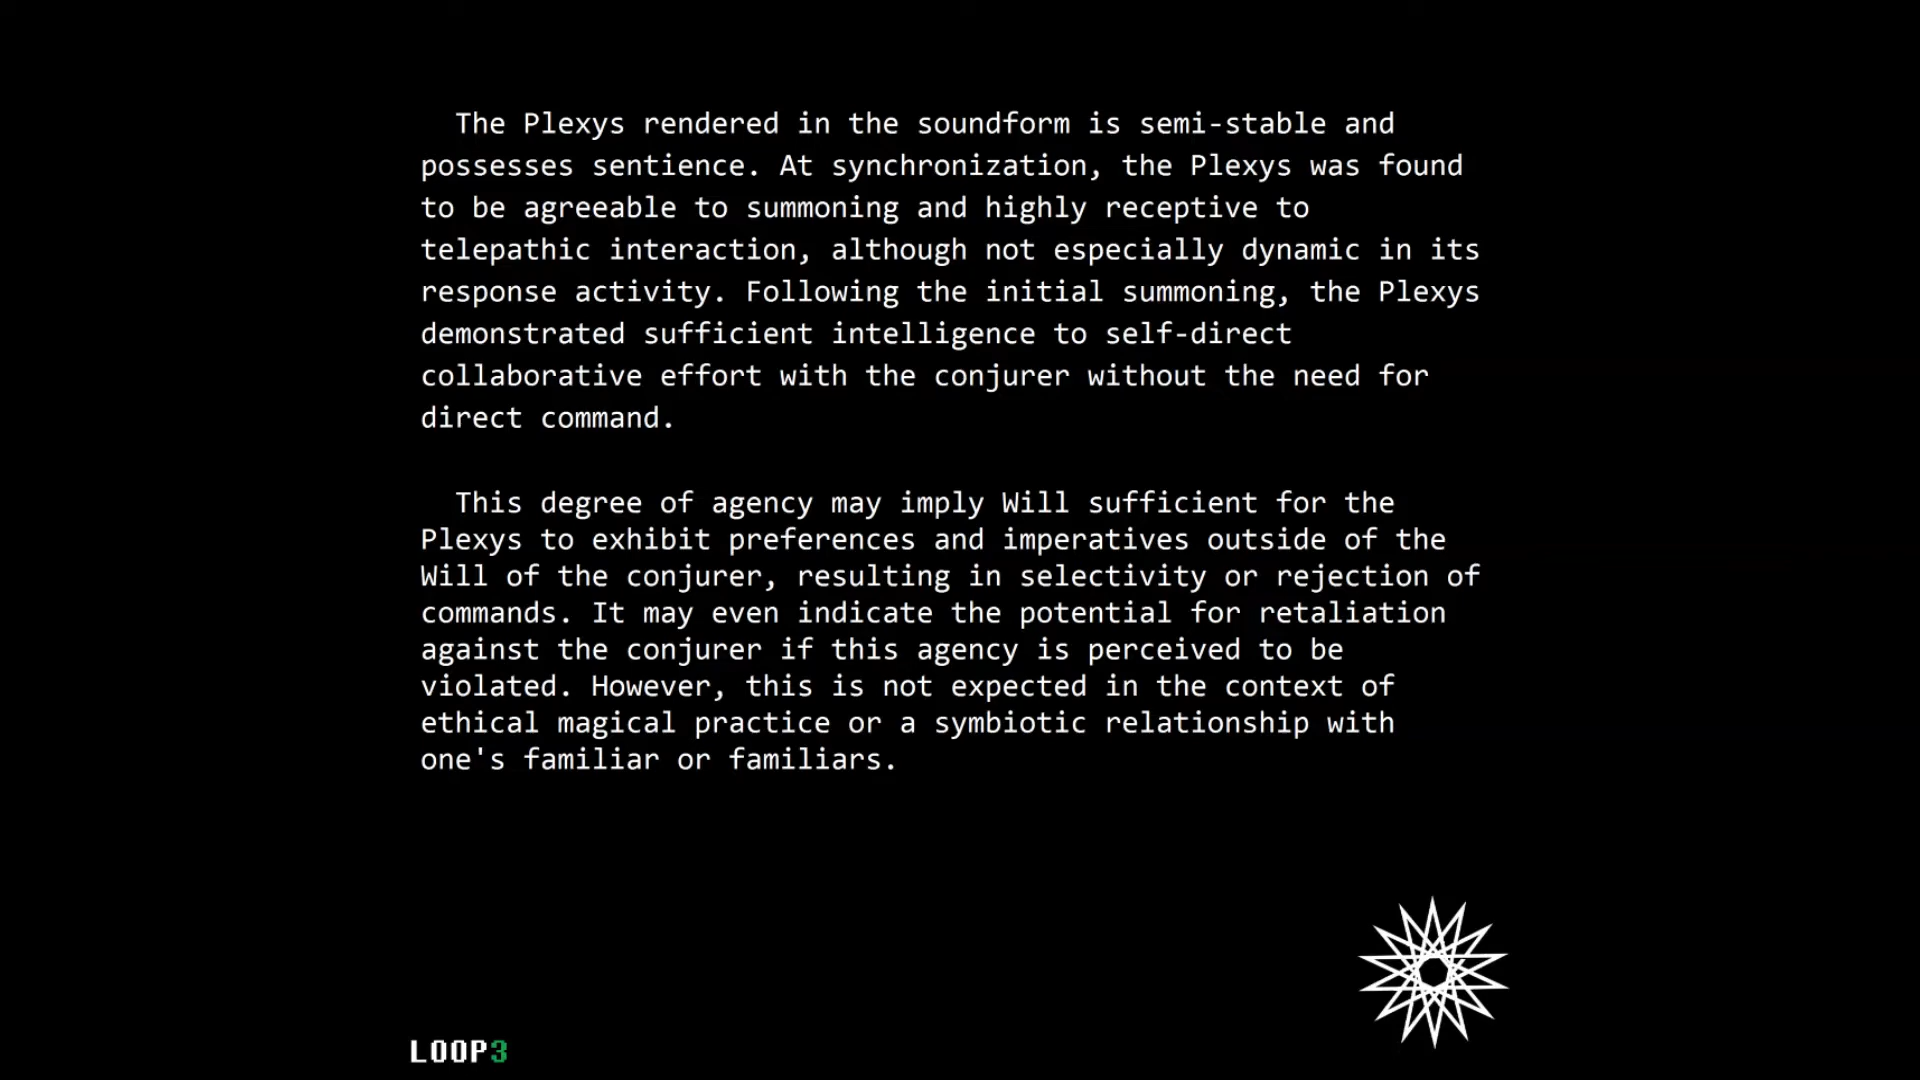 The Plexys rendered in the soundform is semi-stable and
possesses sentience. At synchronization, the Plexys was found
to be agreeable to summoning and highly receptive to
telepathic interaction, although not especially dynamic in its
response activity. Following the initial summoning, the Plexys
demonstrated sufficient intelligence to self-direct
collaborative effort with the conjurer without the need for
direct command.
This degree of agency may imply Will sufficient for the
Plexys to exhibit preferences and imperatives outside of the
Will of the conjurer, resulting in selectivity or rejection of
commands. It may even indicate the potential for retaliation
against the conjurer if this agency is perceived to be
violated. However, this is not expected in the context of
ethical magical practice or a symbiotic relationship with
one's familiar or familiars.
LOOP3